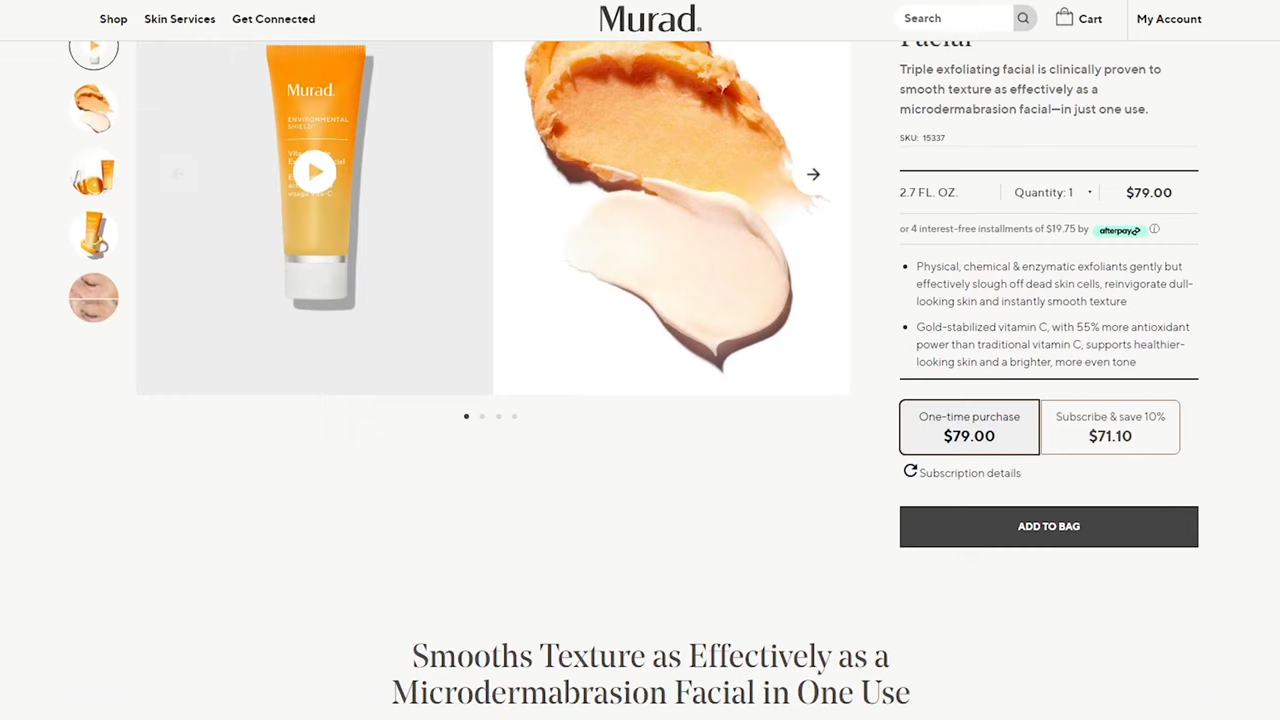 Shop Skin Services Get Connected
Murad.
Search
Cart
My Account
Facial
Triple exfoliating facial is clinically proven to
smooth texture as effectively as a
microdermabrasion facial—in just one use.
SKU: 15337
2.7 FL. OZ.
Quantity: 1
$79.00
or 4 interest-free installments of $19.75 by afterpay
Physical, chemical & enzymatic exfoliants gently but
effectively slough off dead skin cells, reinvigorate dull-
looking skin and instantly smooth texture
Gold-stabilized vitamin C, with 55% more antioxidant
power than traditional vitamin C, supports healthier-
looking skin and a brighter, more even tone
One-time purchase
$79.00
Subscribe & save 10%
$71.10
Subscription details
ADD TO BAG
Murad.
ENVIRONMENTAL
SHIELD
Smooths Texture as Effectively as a
Microdermabrasion Facial in One Use